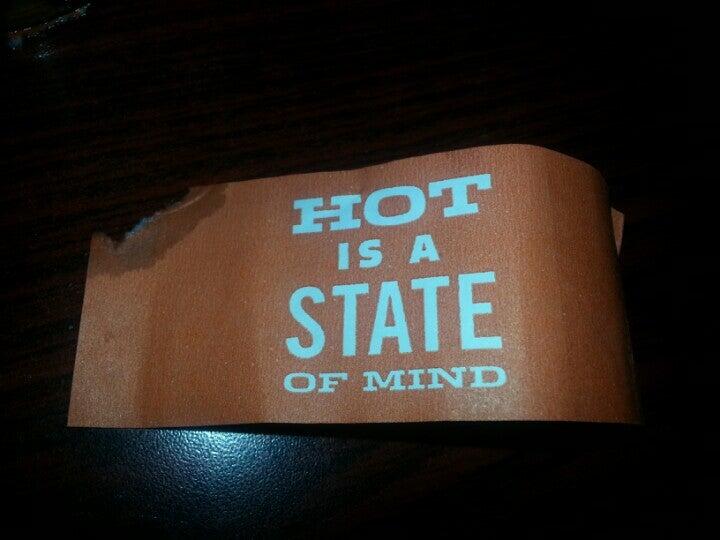 HOT
IS A
STATE
OF MIND